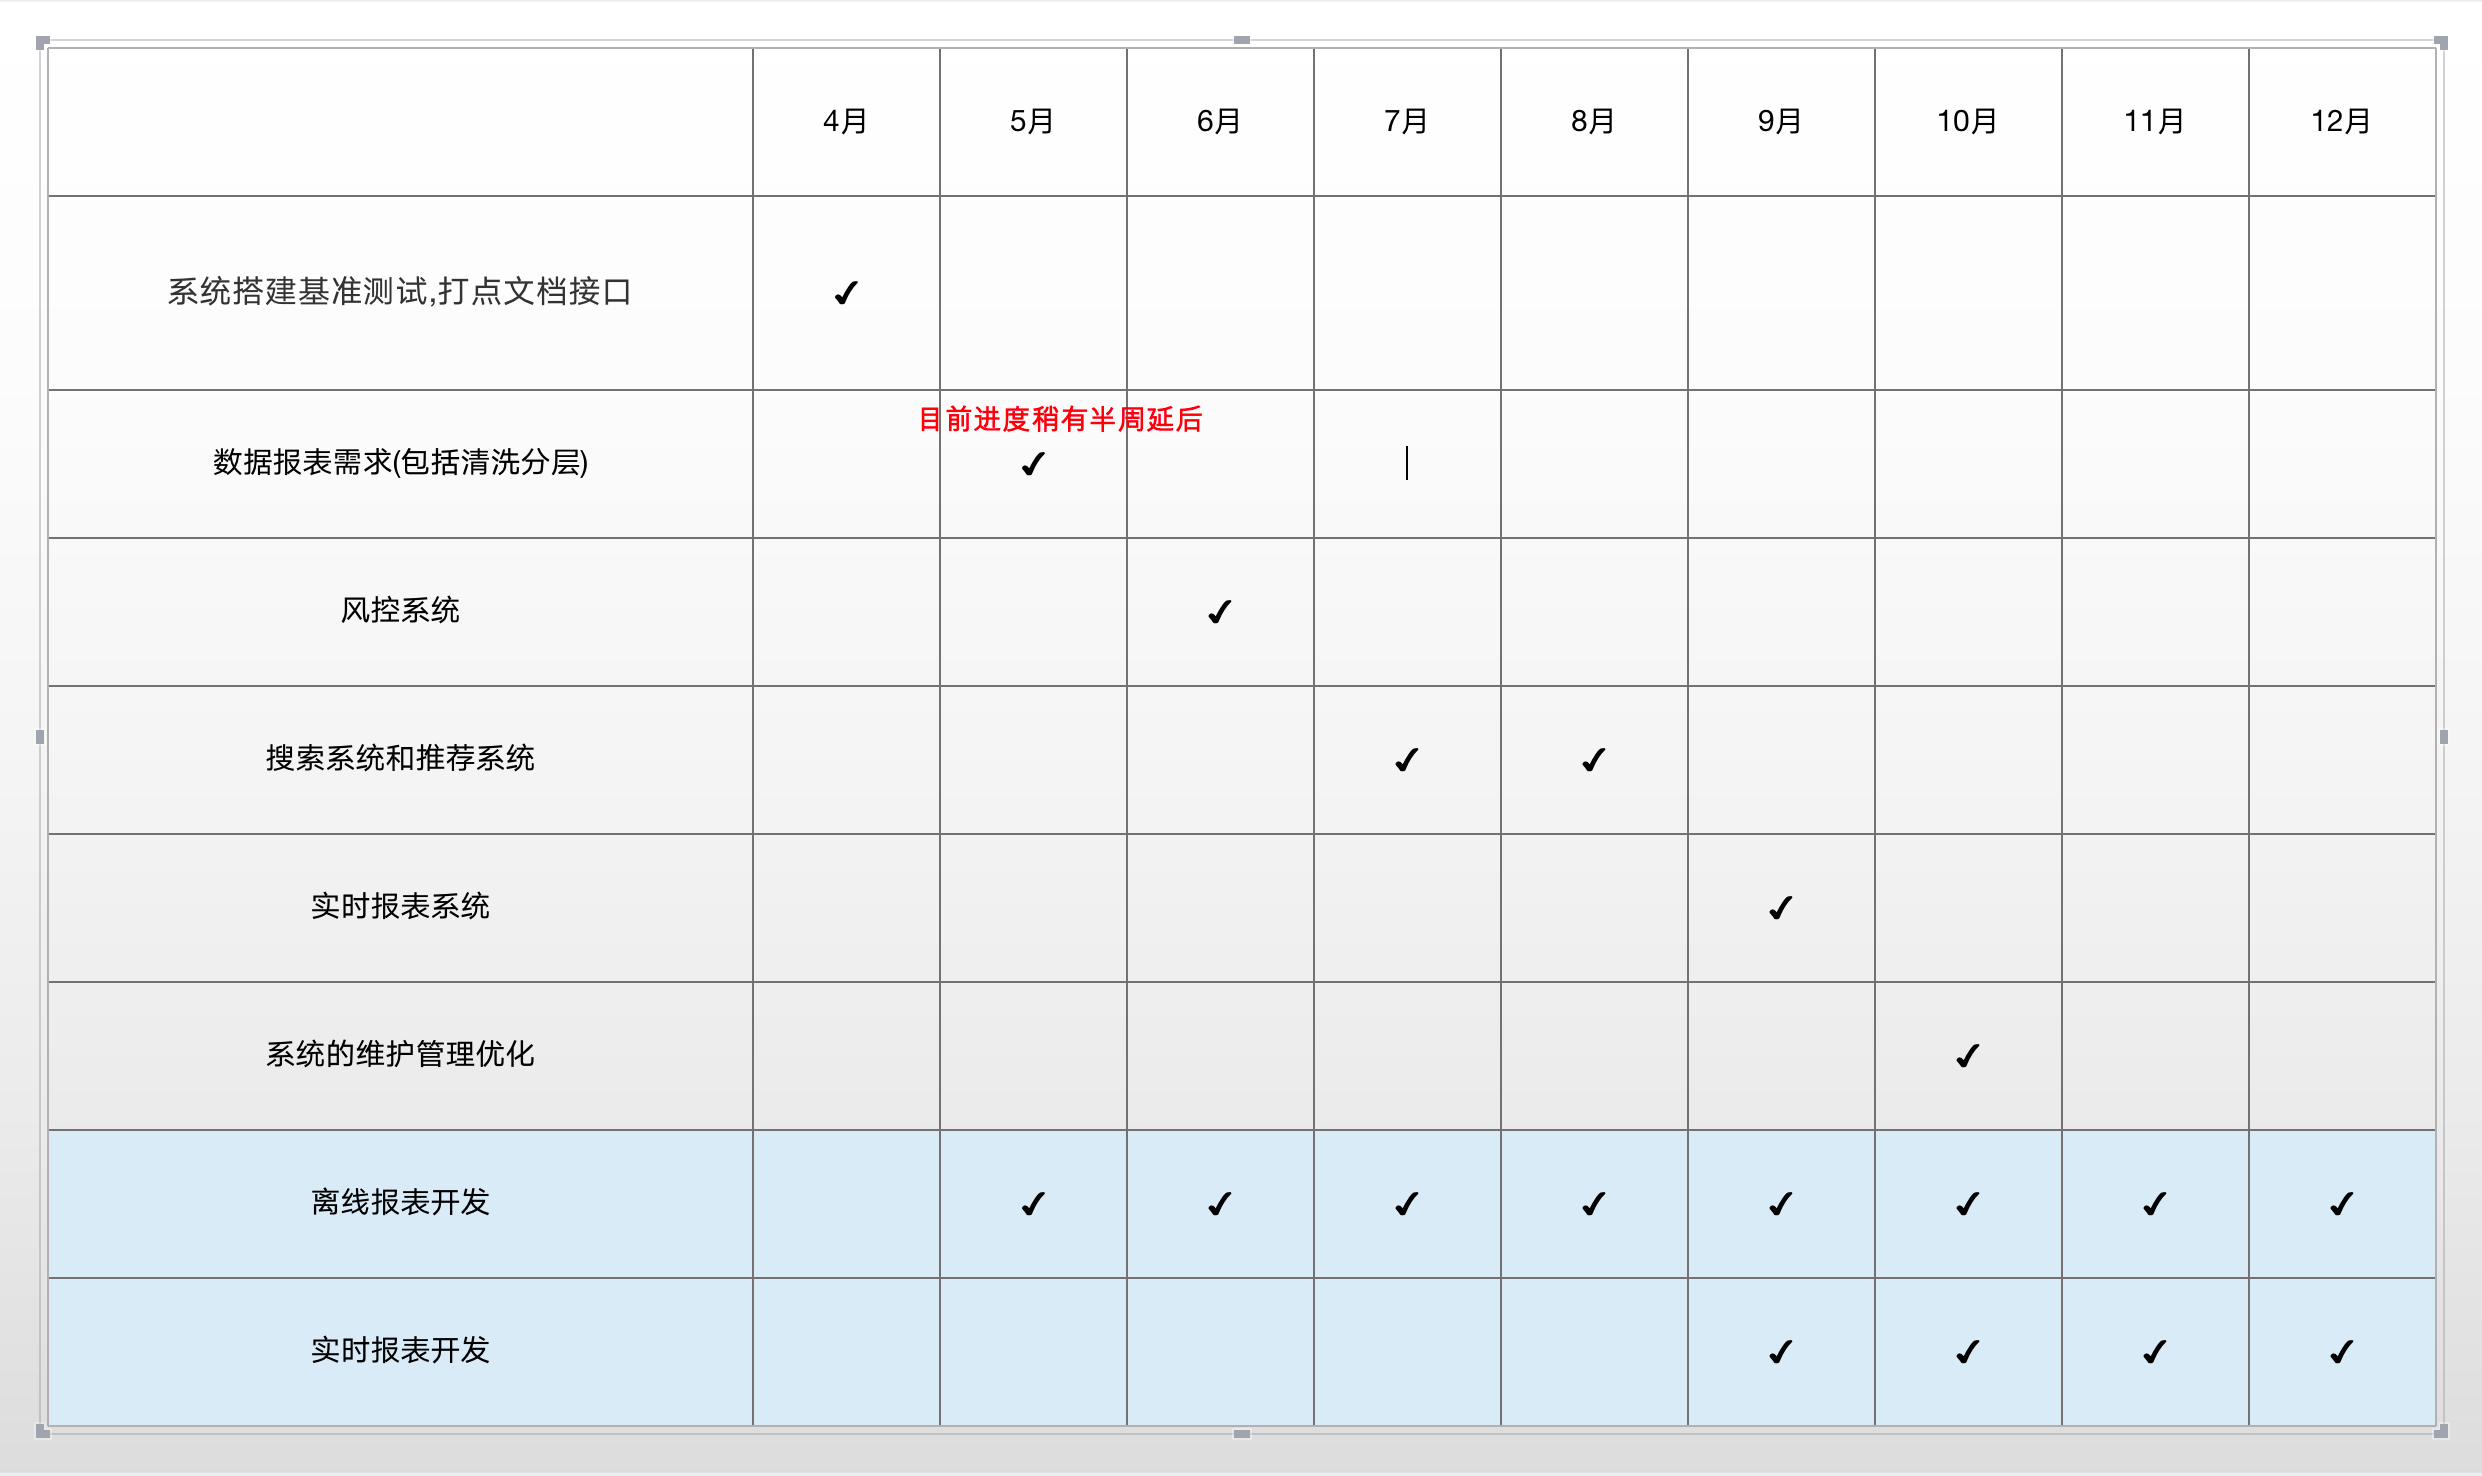 4月 5月 6月 7月 8月 9月 10月 11月 12月
系统搭建基准测试,打点文档接口 ✔
目前进度稍有半周延后
数据报表需求(包括清洗分层) ✔
风控系统 ✔
搜索系统和推荐系统 ✔ ✔
实时报表系统 ✔
系统的维护管理优化 ✔
离线报表开发 ✔ ✔ ✔ ✔ ✔ ✔ ✔ ✔
实时报表开发 ✔ ✔ ✔ ✔